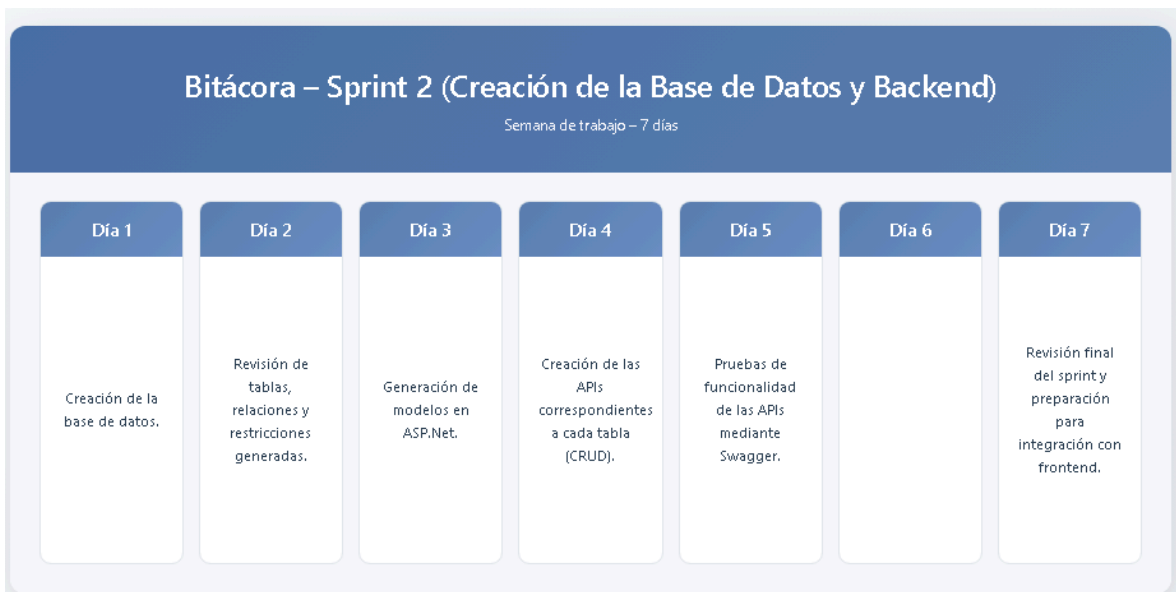 Bitácora – Sprint 2 (Creación de la Base de Datos y Backend)
Semana de trabajo – 7 días
Día 1
Creación de la
base de datos.
Día 2
Revisión de
tablas,
relaciones y
restricciones
generadas.
Día 3
Generación de
modelos en
ASP.Net.
Día 4
Creación de las
APIs
correspondientes
a cada tabla
(CRUD).
Día 5
Pruebas de
funcionalidad
de las APIs
mediante
Swagger.
Día 6
Día 7
Revisión final
del sprint y
preparación
para
integración con
frontend.